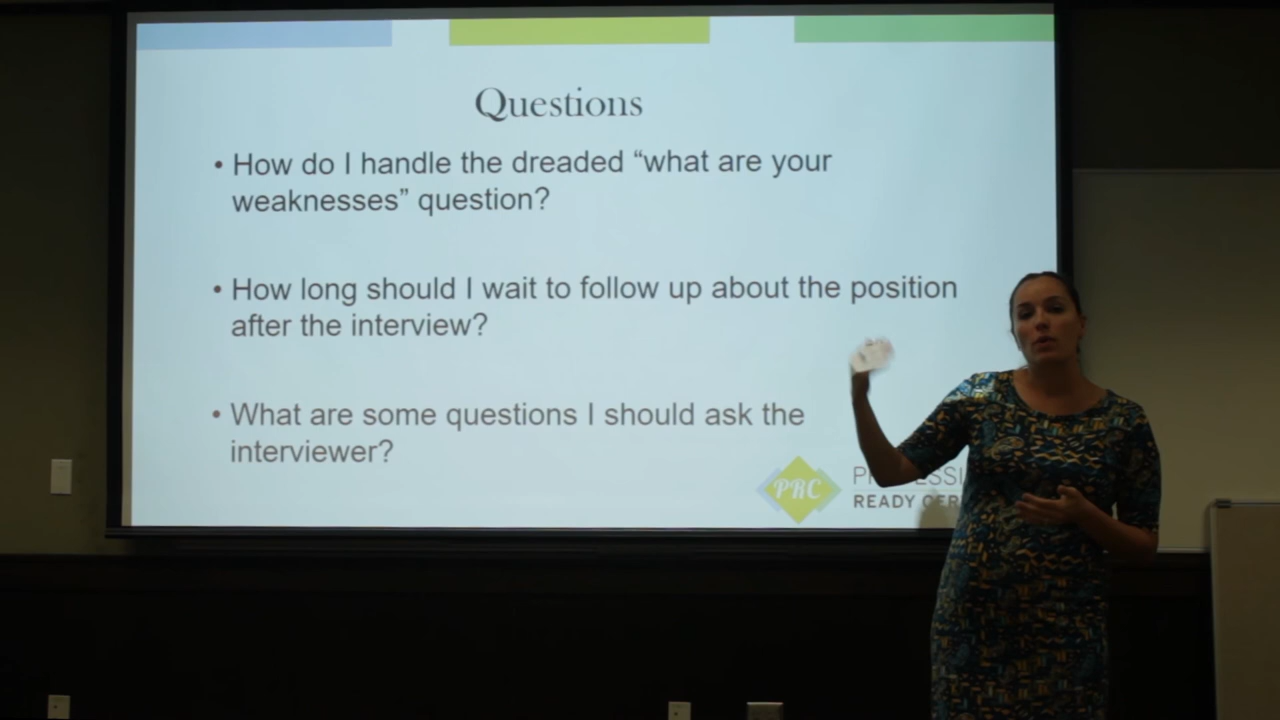 Questions
• How do I handle the dreaded “what are your
weaknesses” question?
• How long should I wait to follow up about the position
after the interview?
• What are some questions I should ask the
interviewer?
PRC
READY